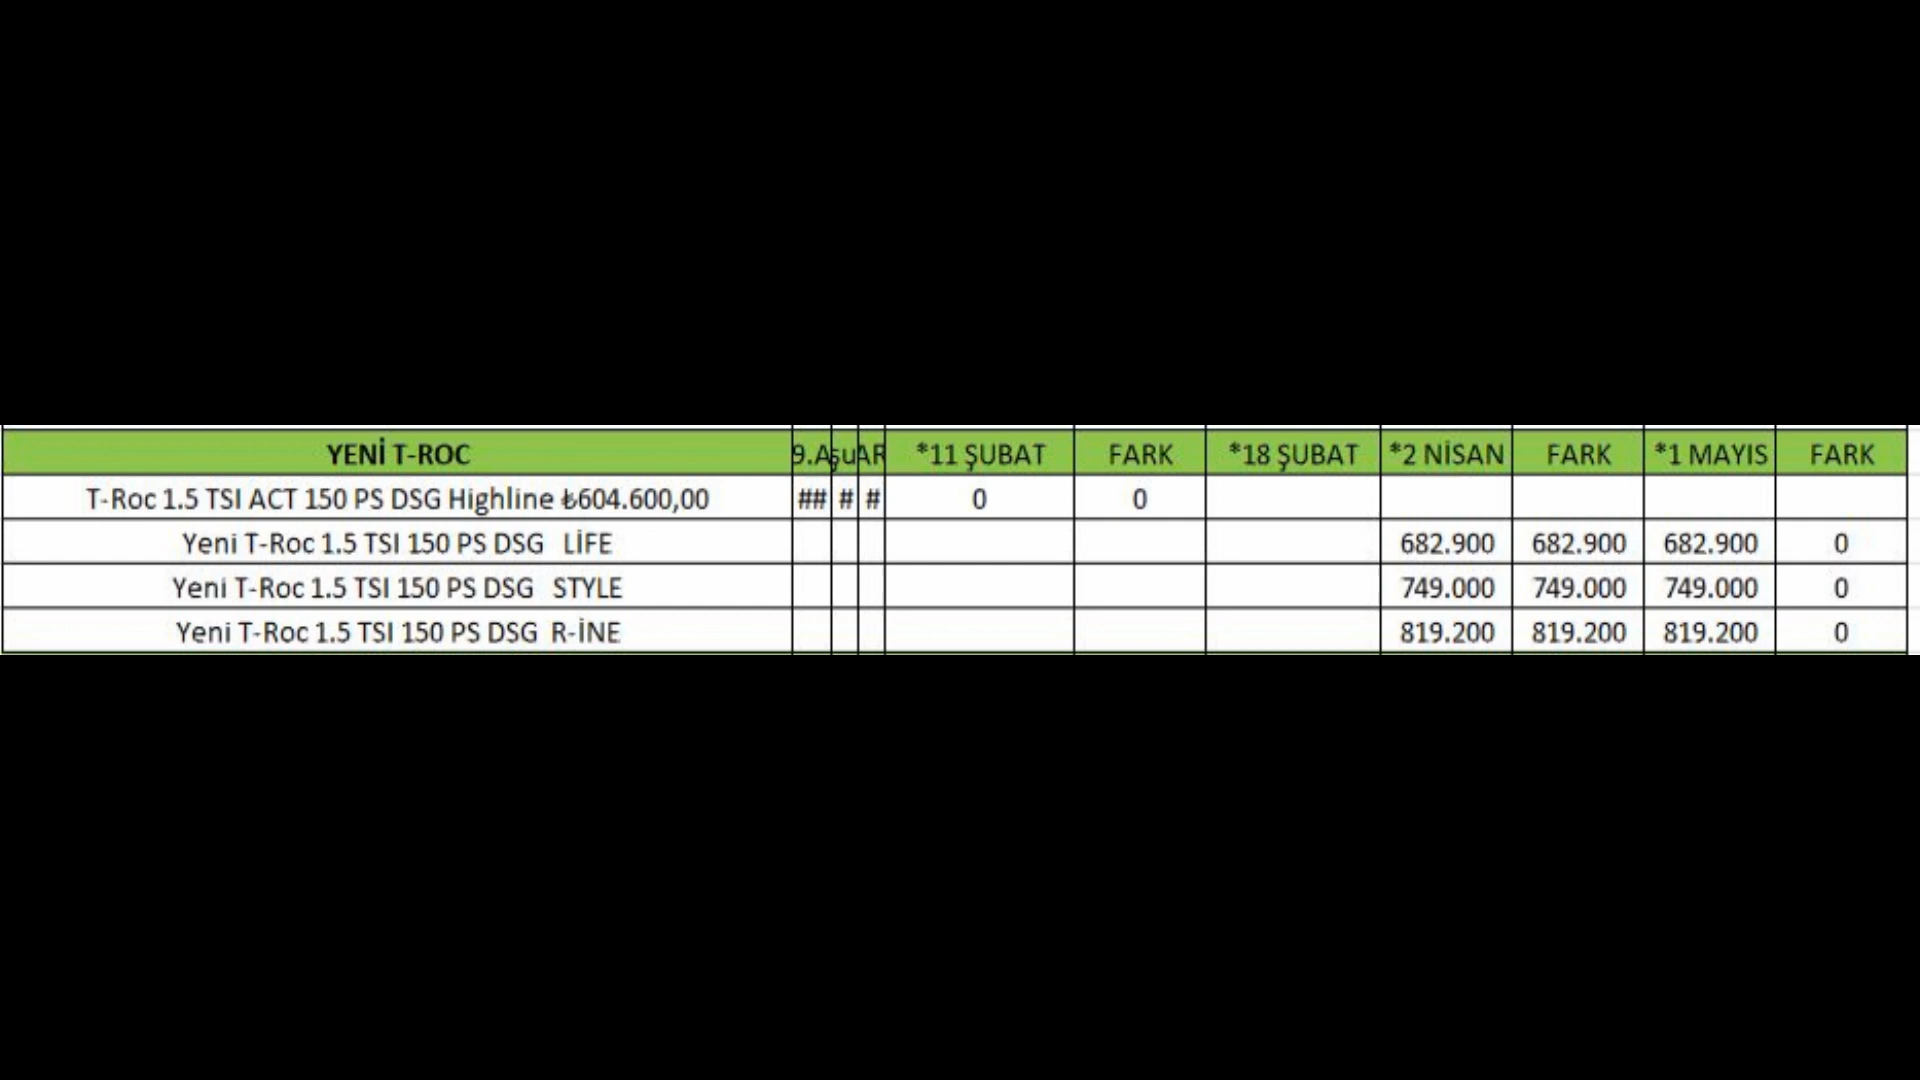 YENİ T-ROC 9.A şu AR *11 ŞUBAT FARK *18 ŞUBAT *2 NİSAN FARK *1 MAYIS FARK
T-Roc 1.5 TSI ACT 150 PS DSG Highline ₺604.600,00 ## # # 0 0
Yeni T-Roc 1.5 TSI 150 PS DSG LİFE 682.900 682.900 682.900 0
Yeni T-Roc 1.5 TSI 150 PS DSG STYLE 749.000 749.000 749.000 0
Yeni T-Roc 1.5 TSI 150 PS DSG R-İNE 819.200 819.200 819.200 0